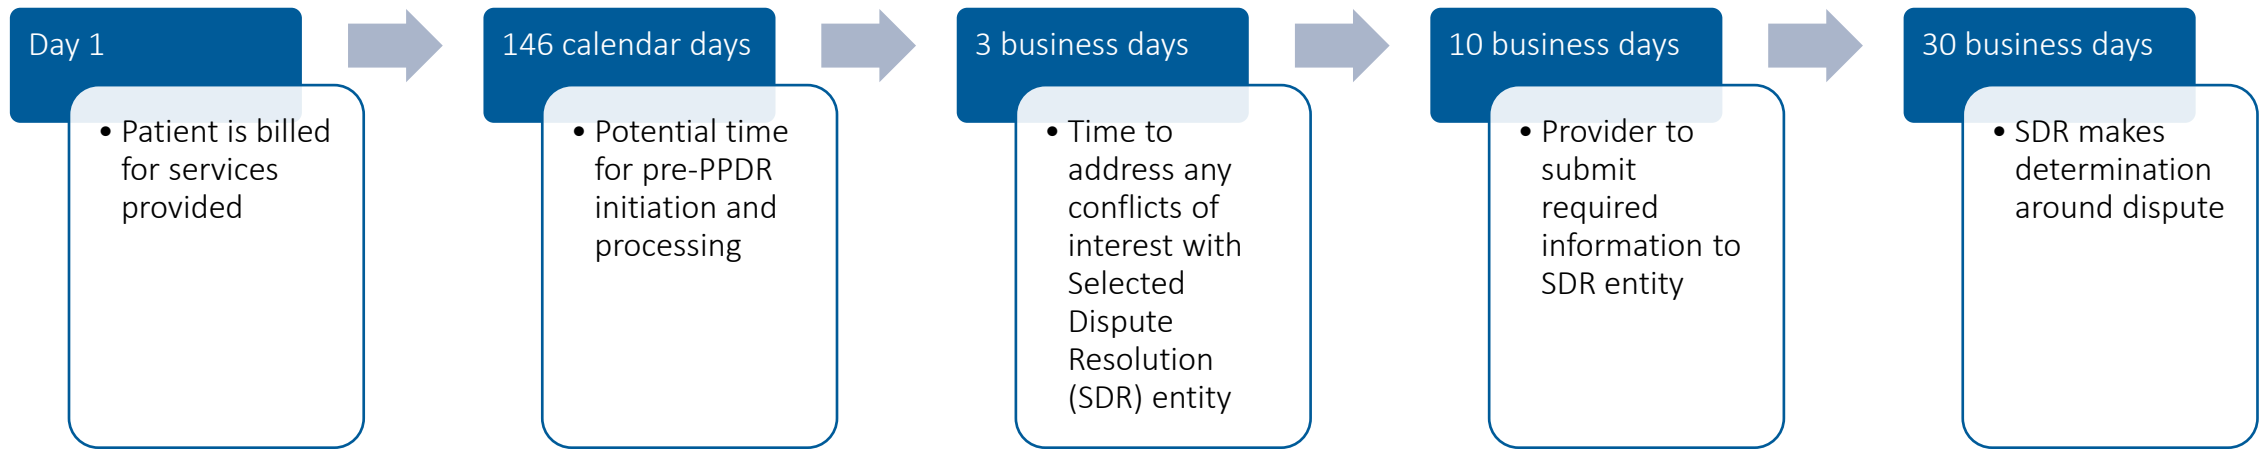 Day 1
• Patient is billed
for services
provided
146 calendar days
• Potential time
for pre-PPDR
initiation and
processing
3 business days
• Time to
address any
conflicts of
interest with
Selected
Dispute
Resolution
(SDR) entity
10 business days
• Provider to
submit
required
information to
SDR entity
30 business days
• SDR makes
determination
around dispute